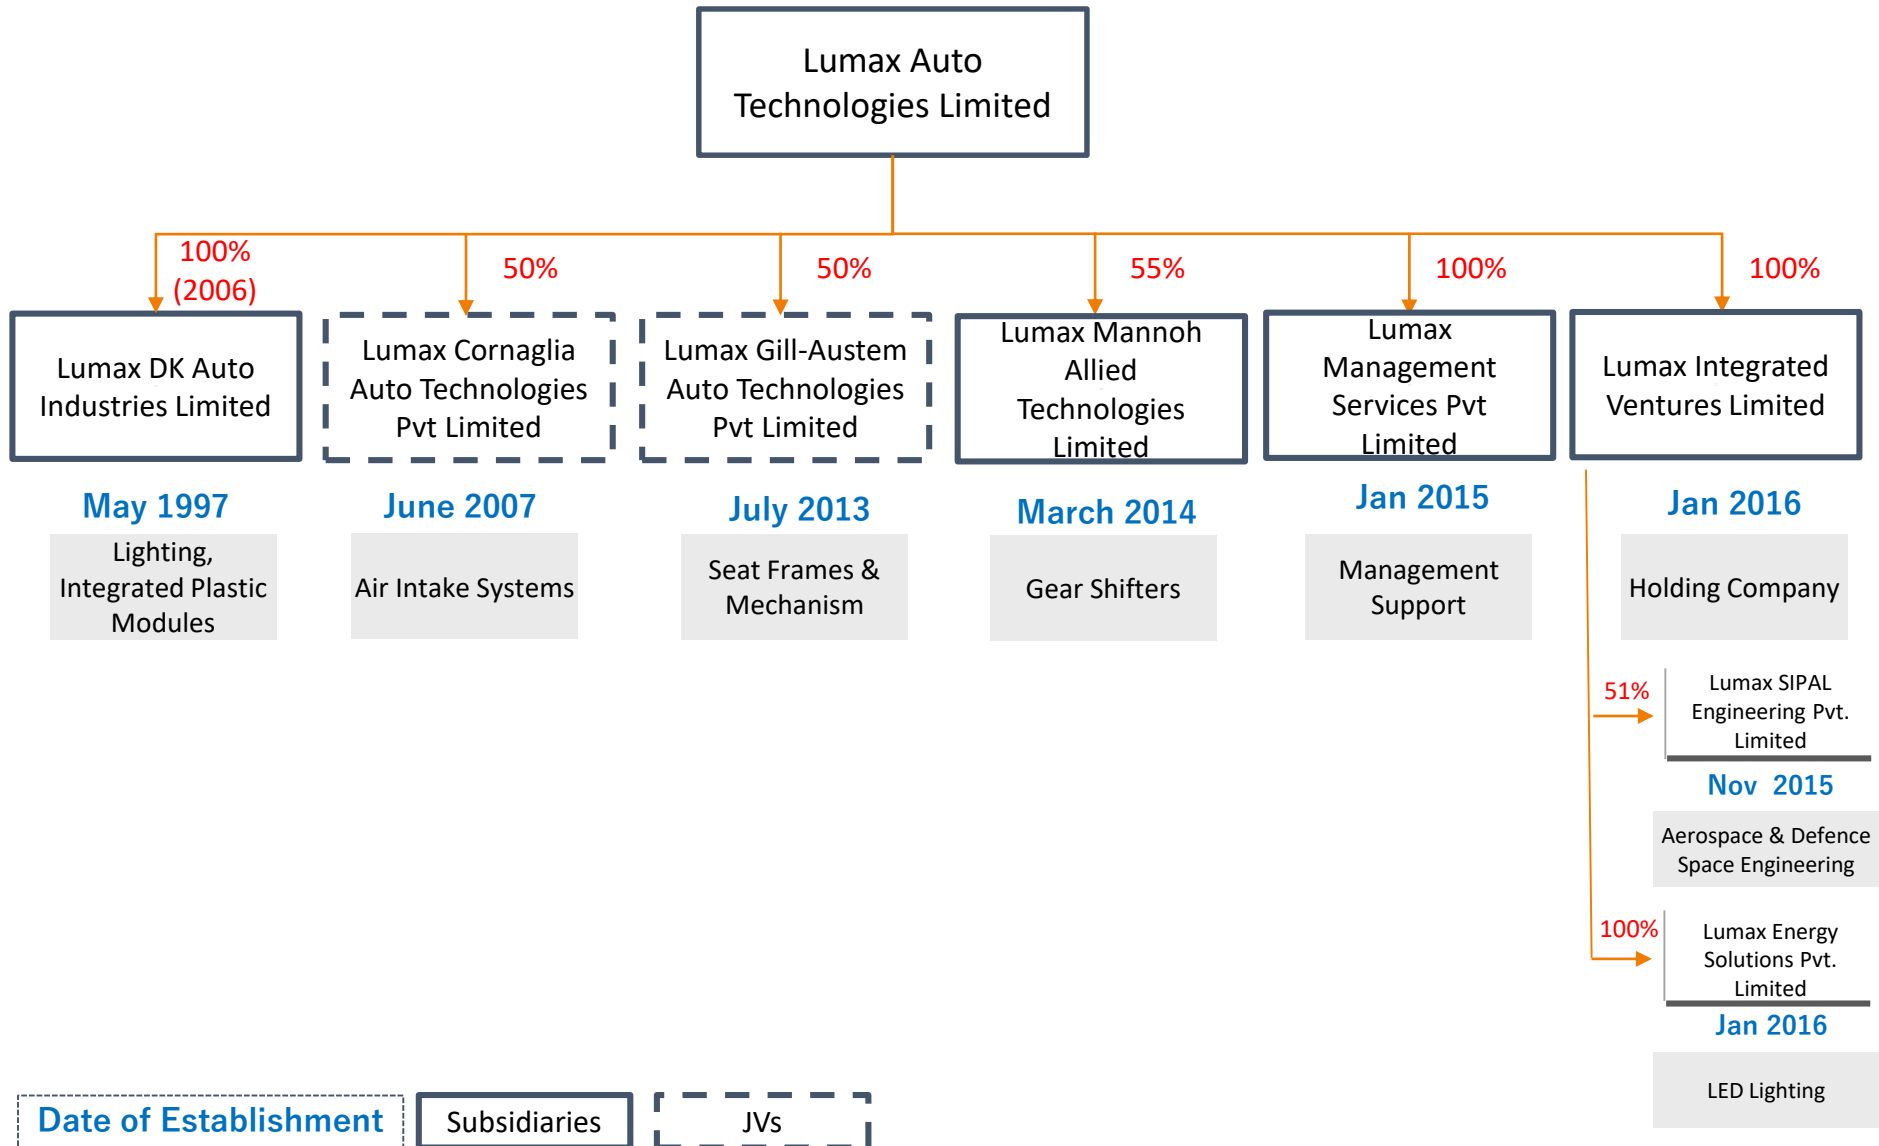 Lumax Auto
Technologies Limited
100%
(2006)
50%
50%
55%
100%
100%
Lumax DK Auto
Industries Limited
Lumax Cornaglia
Auto Technologies
Pvt Limited
Lumax Gill-Austem
Auto Technologies
Pvt Limited
Lumax Mannoh
Allied
Technologies
Limited
Lumax
Management
Services Pvt
Limited
Lumax Integrated
Ventures Limited
May 1997
June 2007
July 2013
March 2014
Jan 2015
Jan 2016
Lighting,
Integrated Plastic
Modules
Air Intake Systems
Seat Frames &
Mechanism
Gear Shifters
Management
Support
Holding Company
51%
Lumax SIPAL
Engineering Pvt.
Limited
Nov 2015
Aerospace & Defence
Space Engineering
100%
Lumax Energy
Solutions Pvt.
Limited
Jan 2016
LED Lighting
Date of Establishment
Subsidiaries
JVs